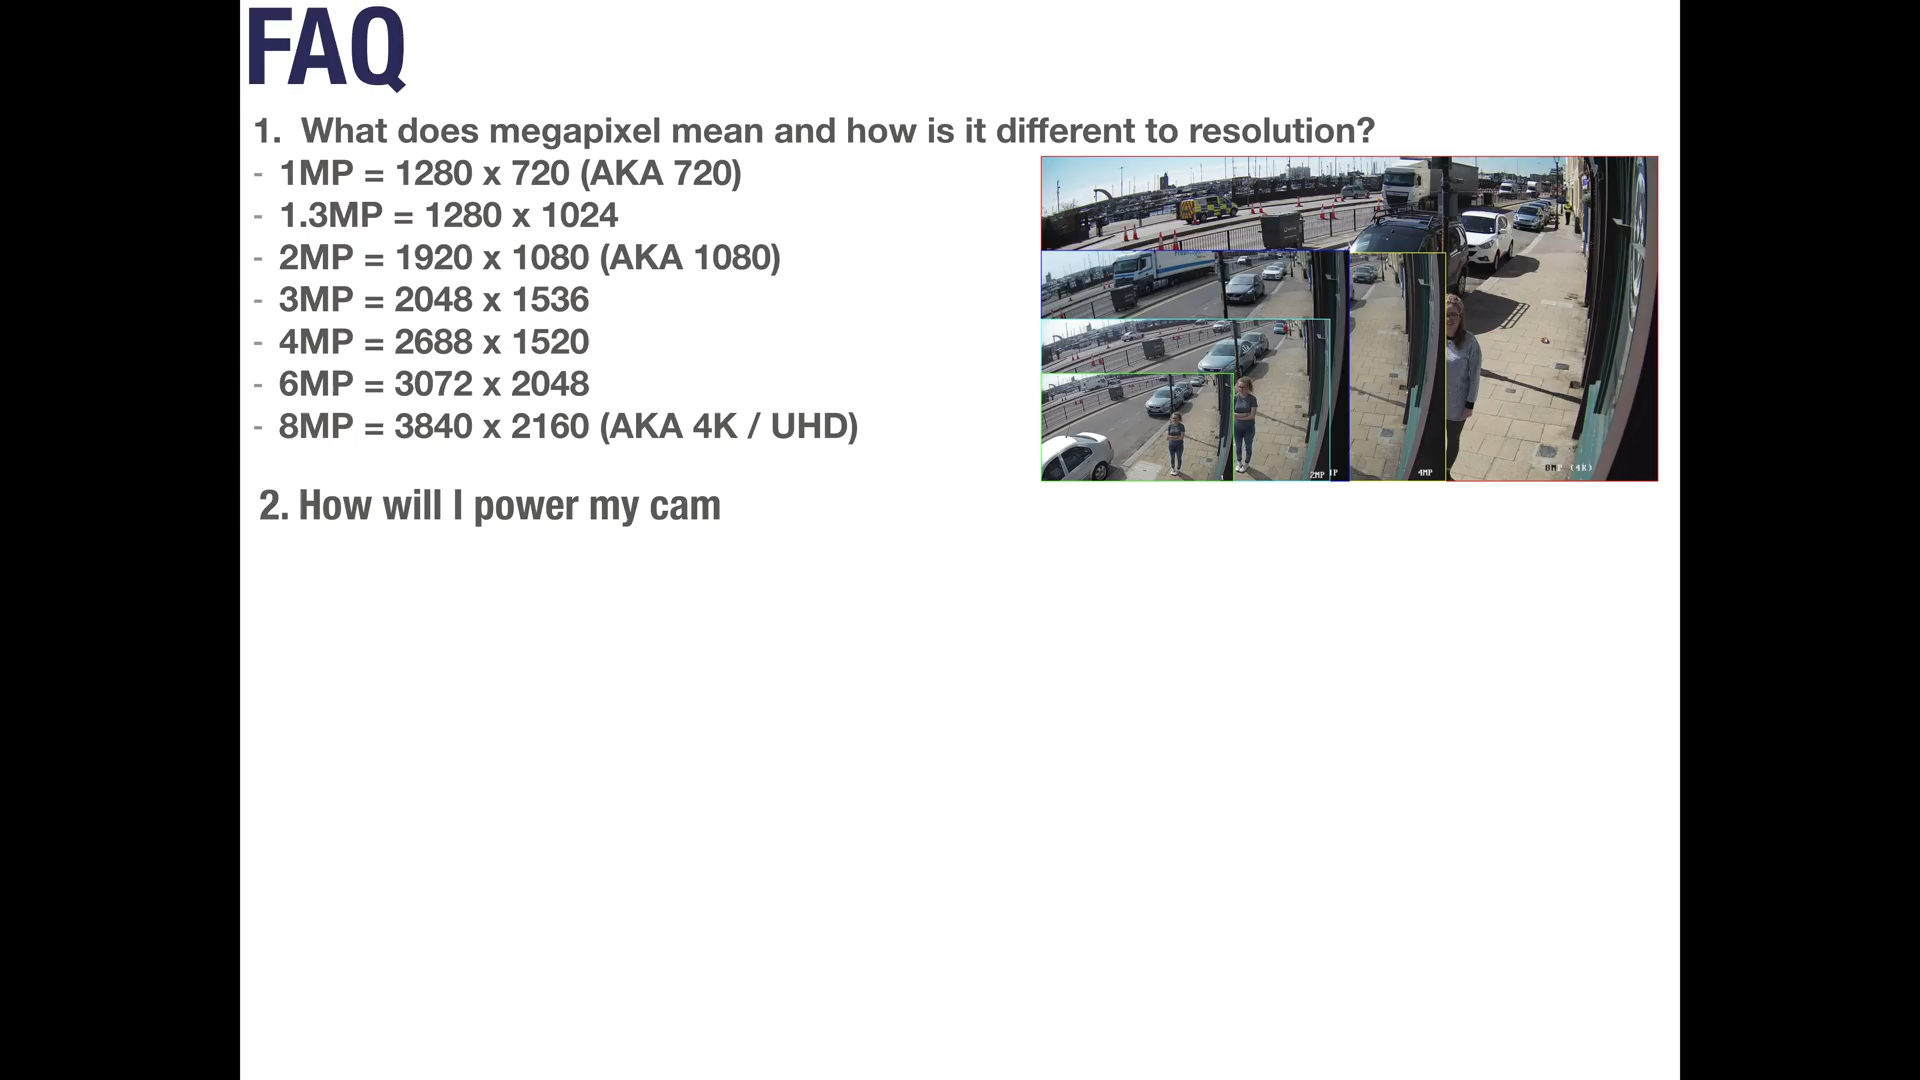 FAQ
1. What does megapixel mean and how is it different to resolution?
- 1MP = 1280 x 720 (AKA 720)
- 1.3MP = 1280 x 1024
- 2MP = 1920 x 1080 (AKA 1080)
- 3MP = 2048 x 1536
- 4MP = 2688 x 1520
- 6MP = 3072 x 2048
- 8MP = 3840 x 2160 (AKA 4K / UHD)
2MP
4MP
8MP (4K)
2. How will I power my cam